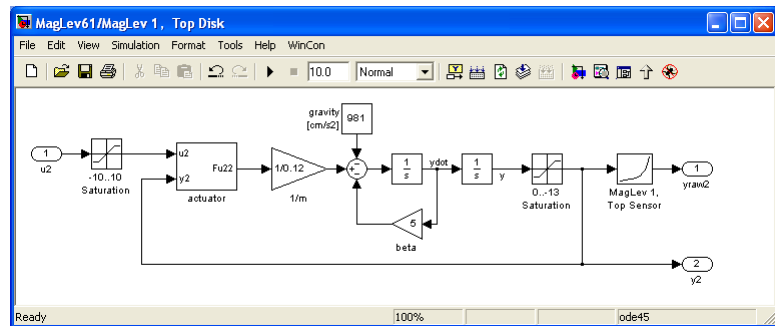 MagLev61/MagLev 1, Top Disk
File Edit View Simulation Format Tools Help WinCon
10.0 Normal
gravity
[cm/s2]
981
1
u2
-10..10
Saturation
u2
y2
Fu22
actuator
1/0.12
1/m
+
-
-
1
s
ydot
1
s
y
0..-13
Saturation
MagLev 1,
Top Sensor
1
yraw2
5
beta
2
y2
Ready 100% ode45